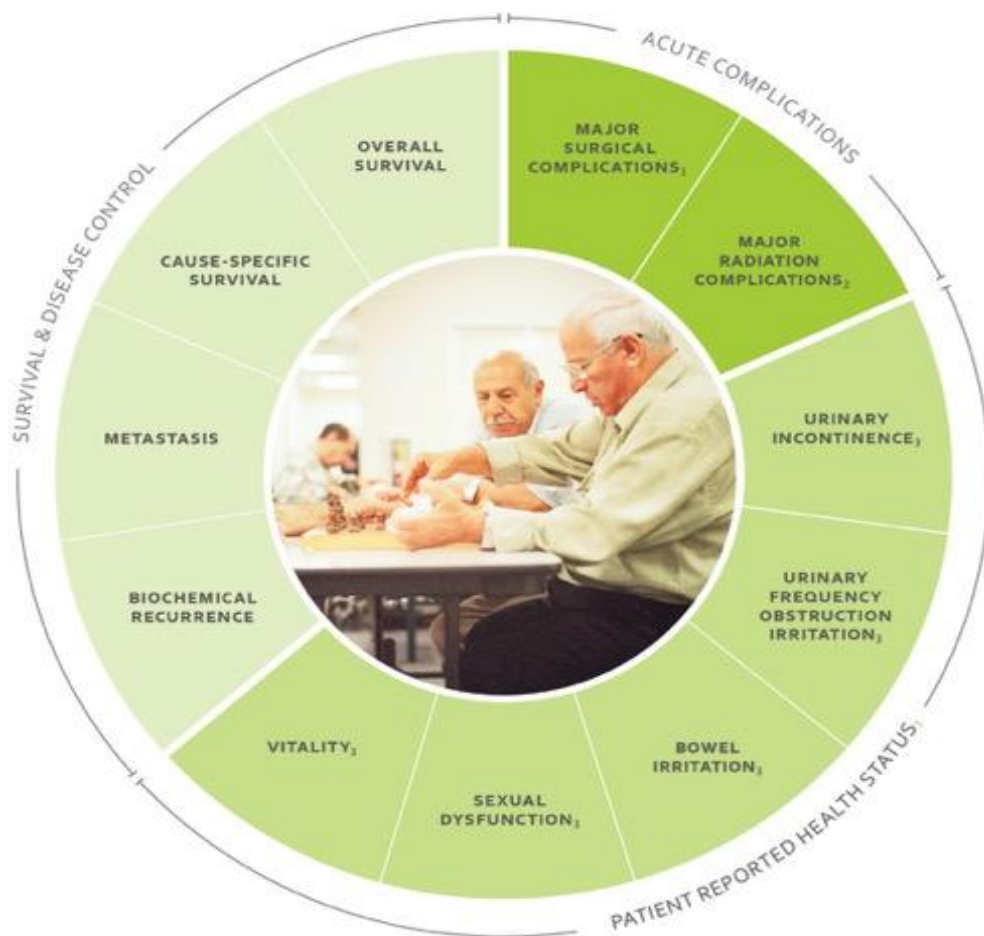 ACUTE COMPLICATIONS
MAJOR
SURGICAL
COMPLICATIONS₁
MAJOR
RADIATION
COMPLICATIONS₂
PATIENT REPORTED HEALTH STATUS₃
URINARY
INCONTINENCE₃
URINARY
FREQUENCY
OBSTRUCTION
IRRITATION₃
BOWEL
IRRITATION₃
SEXUAL
DYSFUNCTION₃
VITALITY₃
SURVIVAL & DISEASE CONTROL
BIOCHEMICAL
RECURRENCE
METASTASIS
CAUSE-SPECIFIC
SURVIVAL
OVERALL
SURVIVAL